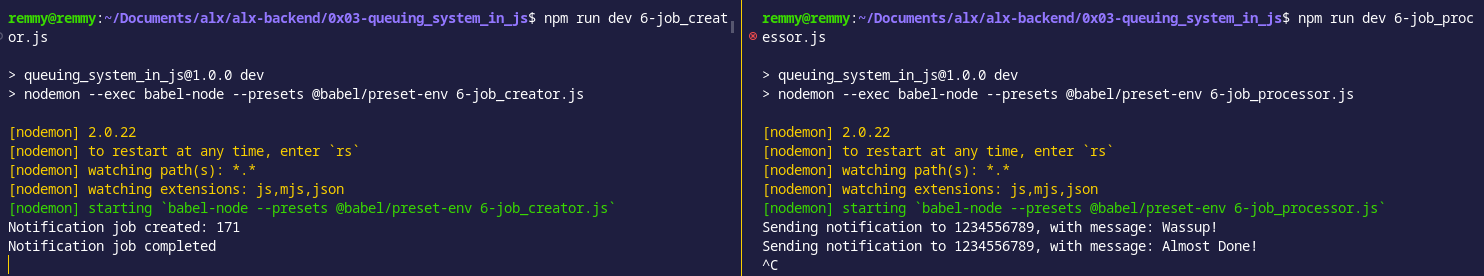 remmy@remmy:~/Documents/alx/alx-backend/0x03-queuing_system_in_js$ npm run dev 6-job_creat
or.js
> queuing_system_in_js@1.0.0 dev
> nodemon --exec babel-node --presets @babel/preset-env 6-job_creator.js
[nodemon] 2.0.22
[nodemon] to restart at any time, enter `rs`
[nodemon] watching path(s): *.*
[nodemon] watching extensions: js,mjs,json
[nodemon] starting `babel-node --presets @babel/preset-env 6-job_creator.js`
Notification job created: 171
Notification job completed
remmy@remmy:~/Documents/alx/alx-backend/0x03-queuing_system_in_js$ npm run dev 6-job_proc
essor.js
> queuing_system_in_js@1.0.0 dev
> nodemon --exec babel-node --presets @babel/preset-env 6-job_processor.js
[nodemon] 2.0.22
[nodemon] to restart at any time, enter `rs`
[nodemon] watching path(s): *.*
[nodemon] watching extensions: js,mjs,json
[nodemon] starting `babel-node --presets @babel/preset-env 6-job_processor.js`
Sending notification to 1234556789, with message: Wassup!
Sending notification to 1234556789, with message: Almost Done!
^C